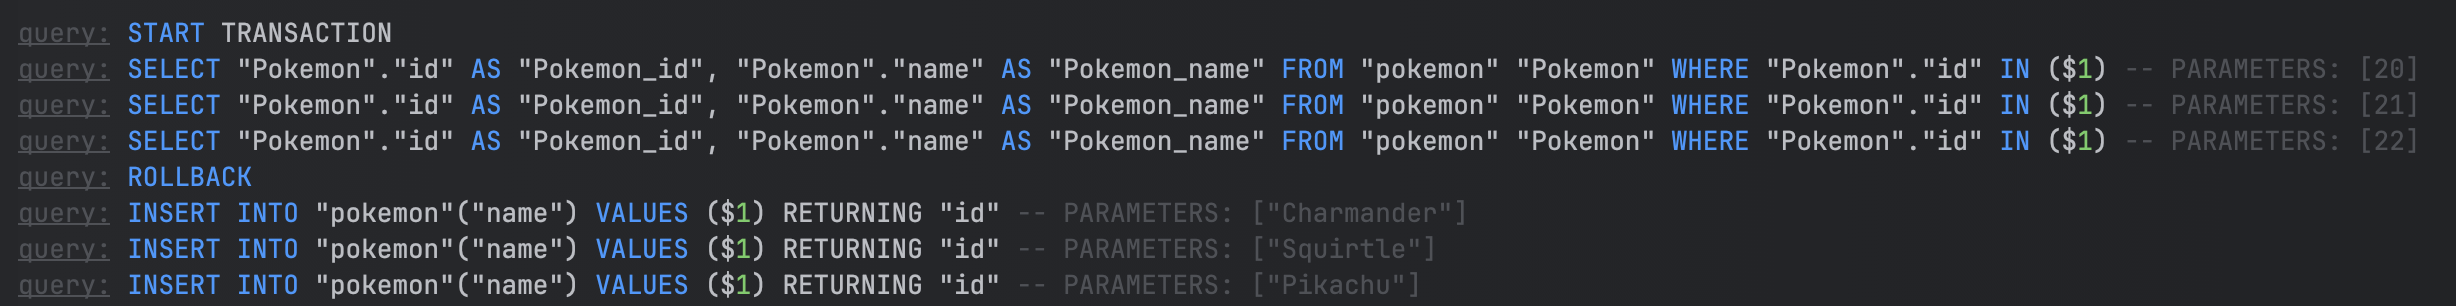 query: START TRANSACTION
query: SELECT "Pokemon"."id" AS "Pokemon_id", "Pokemon"."name" AS "Pokemon_name" FROM "pokemon" "Pokemon" WHERE "Pokemon"."id" IN ($1) -- PARAMETERS: [20]
query: SELECT "Pokemon"."id" AS "Pokemon_id", "Pokemon"."name" AS "Pokemon_name" FROM "pokemon" "Pokemon" WHERE "Pokemon"."id" IN ($1) -- PARAMETERS: [21]
query: SELECT "Pokemon"."id" AS "Pokemon_id", "Pokemon"."name" AS "Pokemon_name" FROM "pokemon" "Pokemon" WHERE "Pokemon"."id" IN ($1) -- PARAMETERS: [22]
query: ROLLBACK
query: INSERT INTO "pokemon"("name") VALUES ($1) RETURNING "id" -- PARAMETERS: ["Charmander"]
query: INSERT INTO "pokemon"("name") VALUES ($1) RETURNING "id" -- PARAMETERS: ["Squirtle"]
query: INSERT INTO "pokemon"("name") VALUES ($1) RETURNING "id" -- PARAMETERS: ["Pikachu"]